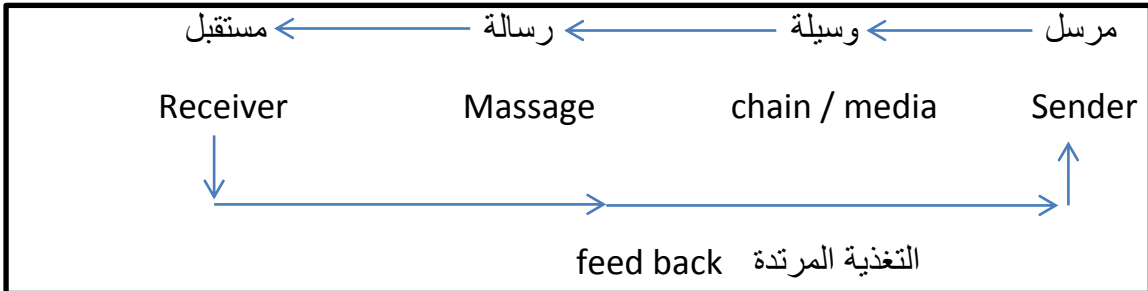 مرسل وسيلة رسالة مستقبل
Receiver Massage chain / media Sender
feed back التغذية المرتدة